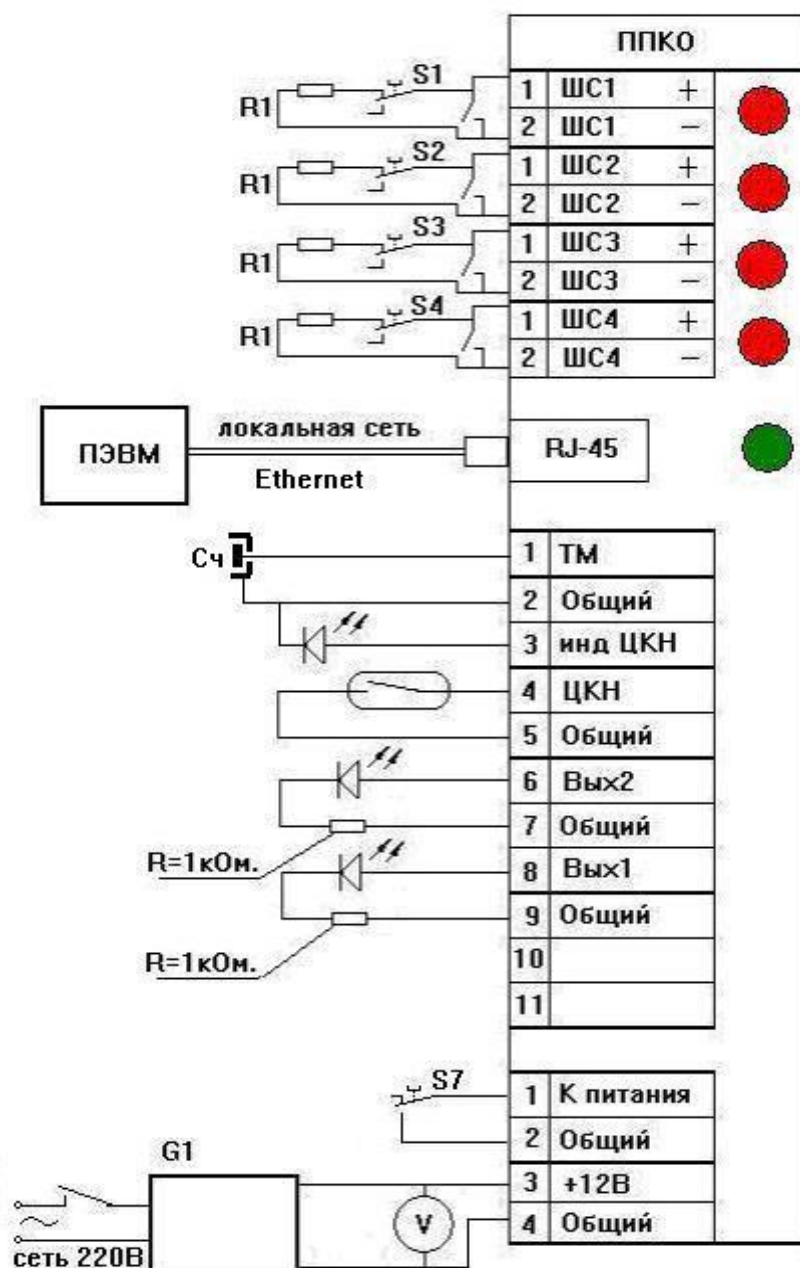 ППКО
S1
R1
1 ШС1 +
2 ШС1 −
S2
R1
1 ШС2 +
2 ШС2 −
S3
R1
1 ШС3 +
2 ШС3 −
S4
R1
1 ШС4 +
2 ШС4 −
ПЭВМ
локальная сеть
Ethernet
RJ-45
Сч
1 ТМ
2 Общий
3 инд ЦКН
4 ЦКН
5 Общий
6 Вых2
7 Общий
R=1кОм.
8 Вых1
9 Общий
R=1кОм.
10
11
S7
1 К питания
2 Общий
G1
3 +12В
V
4 Общий
сеть 220В